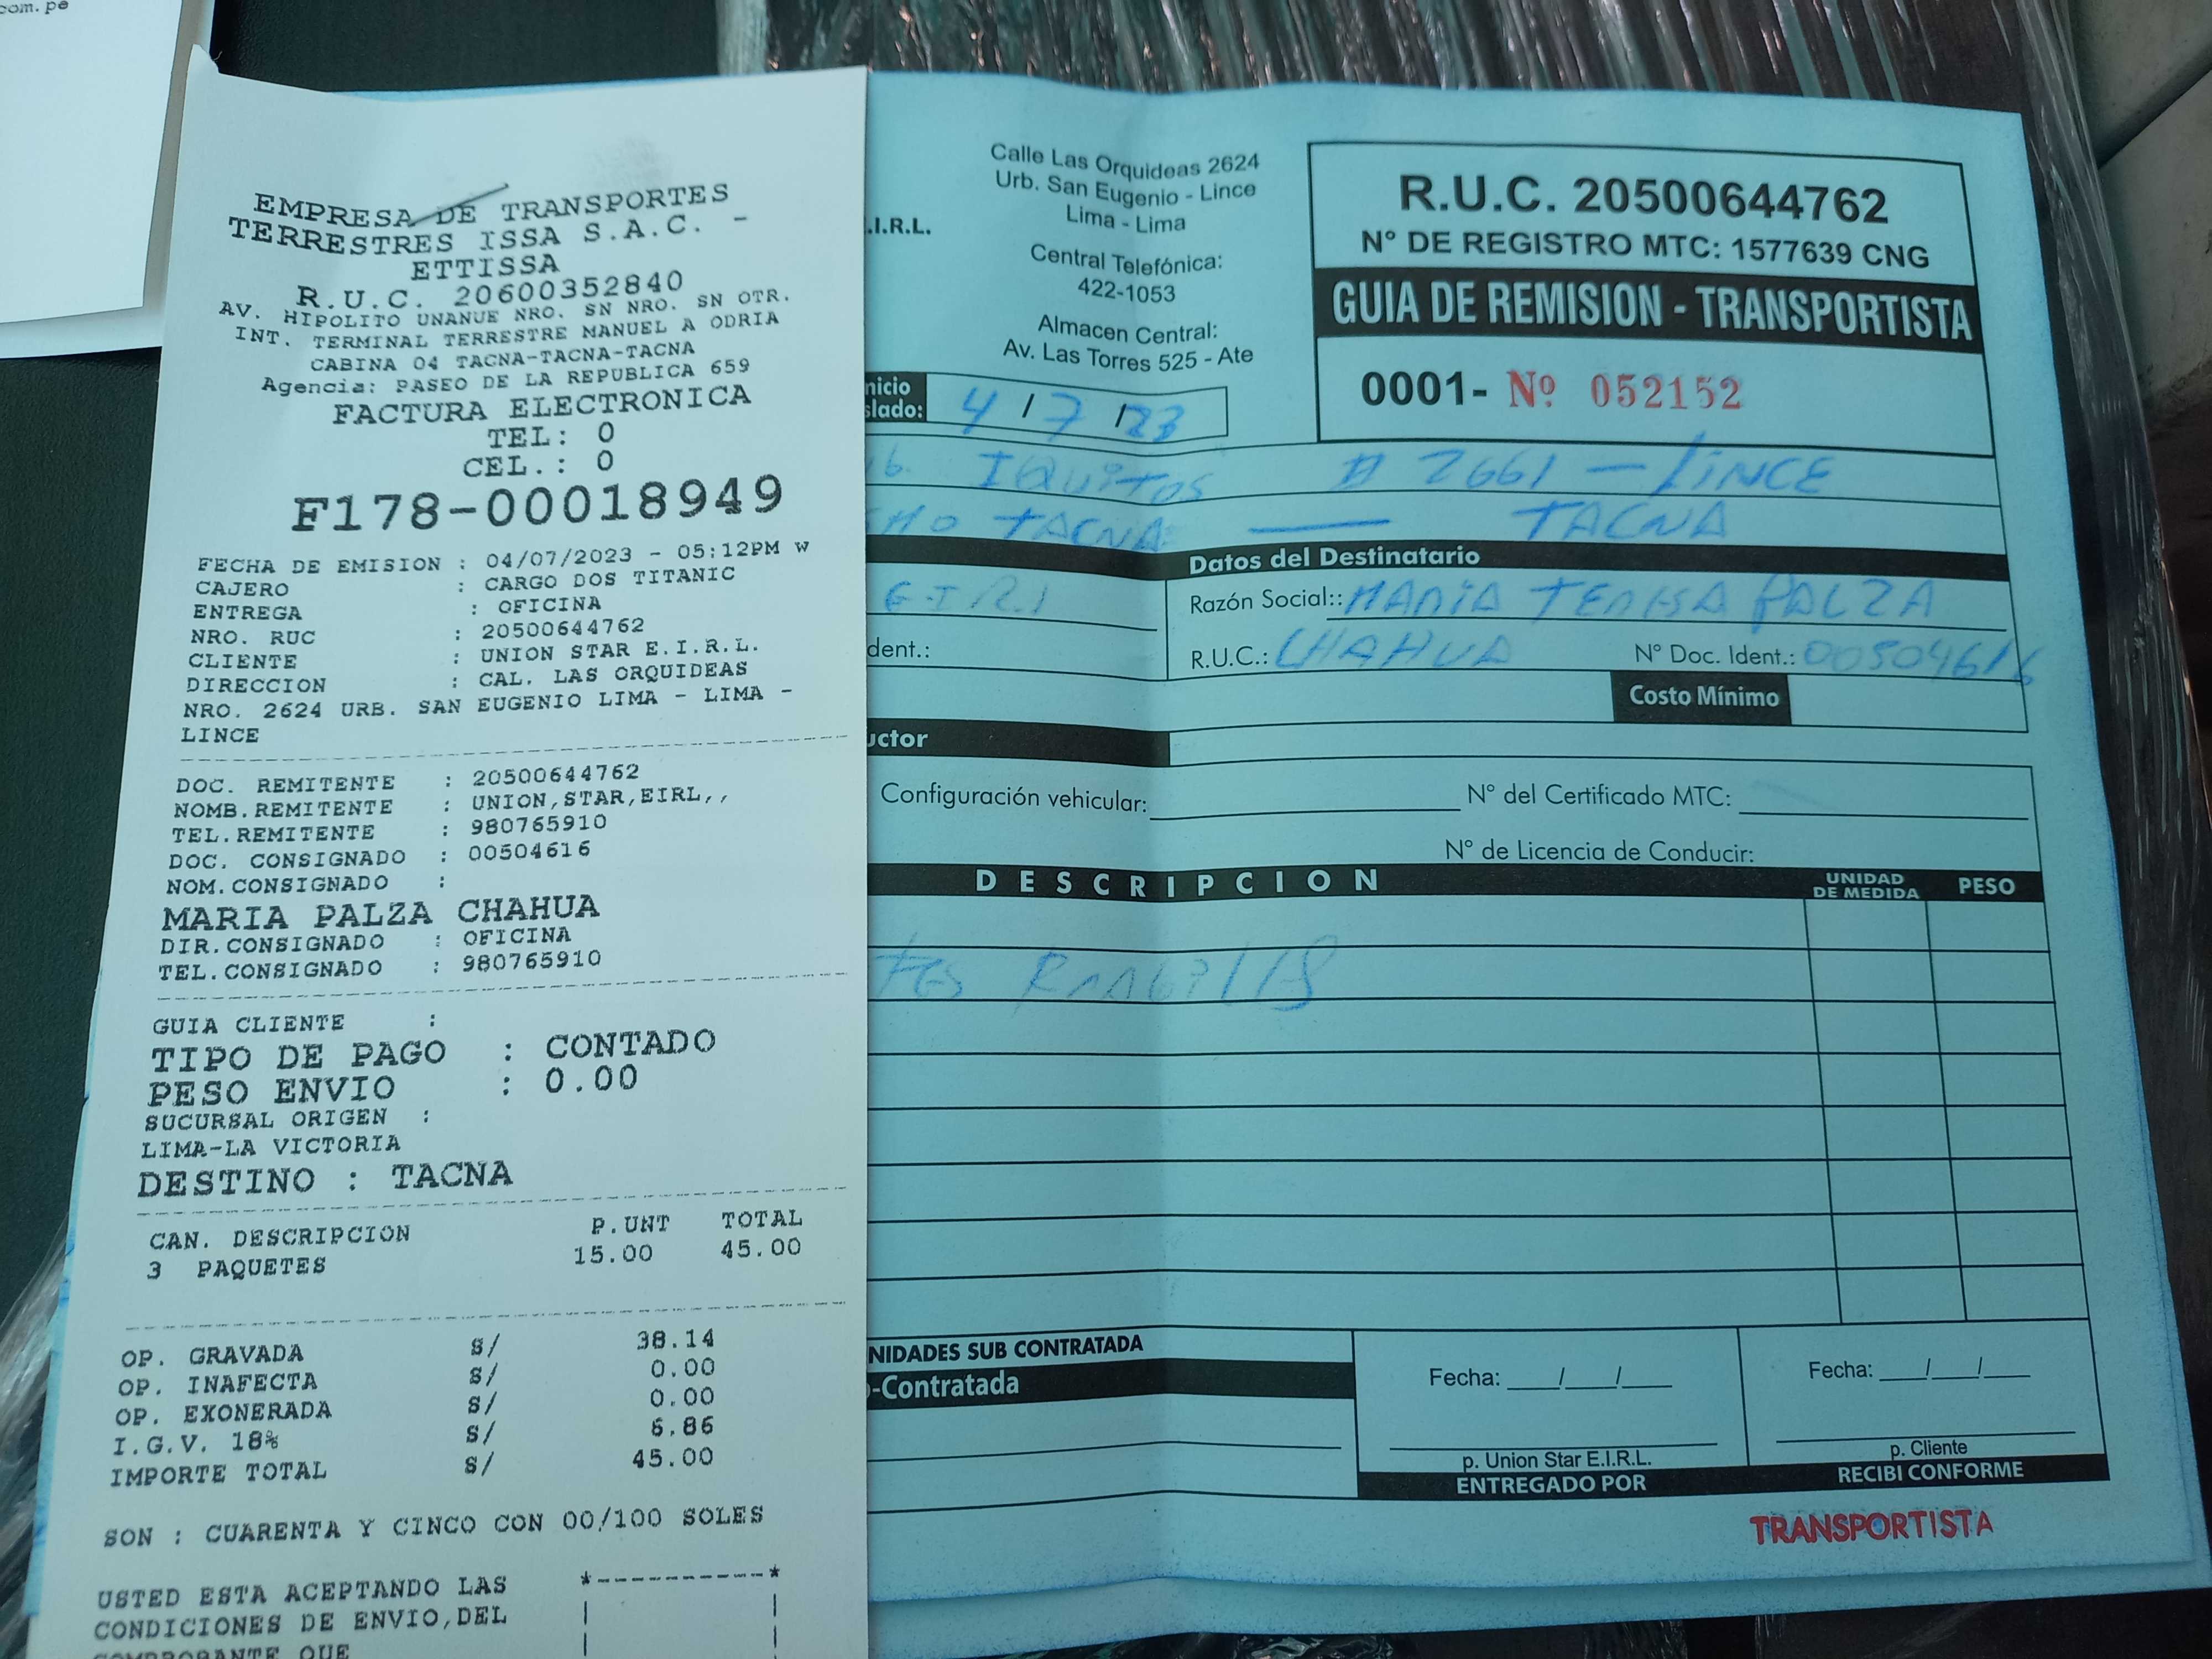 com.pe
EMPRESA DE TRANSPORTES
TERRESTRES ISSA S.A.C. -
ETTISSA
R.U.C. 20600352840
AV. HIPOLITO UNANUE NRO. SN NRO. SN OTR.
INT. TERMINAL TERRESTRE MANUEL A ODRIA
CABINA 04 TACNA-TACNA-TACNA
Agencia: PASEO DE LA REPUBLICA 659
FACTURA ELECTRONICA
TEL: 0
CEL.: 0
F178-00018949
FECHA DE EMISION : 04/07/2023 - 05:12PM W
CAJERO : CARGO DOS TITANIC
ENTREGA : OFICINA
NRO. RUC : 20500644762
CLIENTE : UNION STAR E.I.R.L.
DIRECCION : CAL. LAS ORQUIDEAS
NRO. 2624 URB. SAN EUGENIO LIMA - LIMA -
LINCE
DOC. REMITENTE : 20500644762
NOMB.REMITENTE : UNION,STAR,EIRL,,
TEL.REMITENTE : 980765910
DOC. CONSIGNADO : 00504616
NOM.CONSIGNADO :
MARIA PALZA CHAHUA
DIR.CONSIGNADO : OFICINA
TEL.CONSIGNADO : 980765910
GUIA CLIENTE :
TIPO DE PAGO : CONTADO
PESO ENVIO : 0.00
SUCURSAL ORIGEN :
LIMA-LA VICTORIA
DESTINO : TACNA
CAN. DESCRIPCION P.UNT TOTAL
3 PAQUETES 15.00 45.00
OP. GRAVADA S/ 38.14
OP. INAFECTA S/ 0.00
OP. EXONERADA S/ 0.00
I.G.V. 18% S/ 6.86
IMPORTE TOTAL S/ 45.00
SON : CUARENTA Y CINCO CON 00/100 SOLES
USTED ESTA ACEPTANDO LAS
CONDICIONES DE ENVIO,DEL
COMPROBANTE QUE
.I.R.L.
Calle Las Orquideas 2624
Urb. San Eugenio - Lince
Lima - Lima
Central Telefónica:
422-1053
Almacen Central:
Av. Las Torres 525 - Ate
R.U.C. 20500644762
N° DE REGISTRO MTC: 1577639 CNG
GUIA DE REMISION - TRANSPORTISTA
0001- Nº 052152
nicio
slado: 4 / 7 / 23
IQUITOS # 2661 - LINCE
TACNA — TACNA
Datos del Destinatario
E.I.R.L
Razón Social:: MARIA TERESA PALZA
dent.:
R.U.C.: CHAHUA N° Doc. Ident.: 00504616
Costo Mínimo
uctor
Configuración vehicular: N° del Certificado MTC:
N° de Licencia de Conducir:
DESCRIPCION UNIDAD DE MEDIDA PESO
NIDADES SUB CONTRATADA
-Contratada
Fecha: / / Fecha: / /
p. Union Star E.I.R.L. p. Cliente
ENTREGADO POR RECIBI CONFORME
TRANSPORTISTA